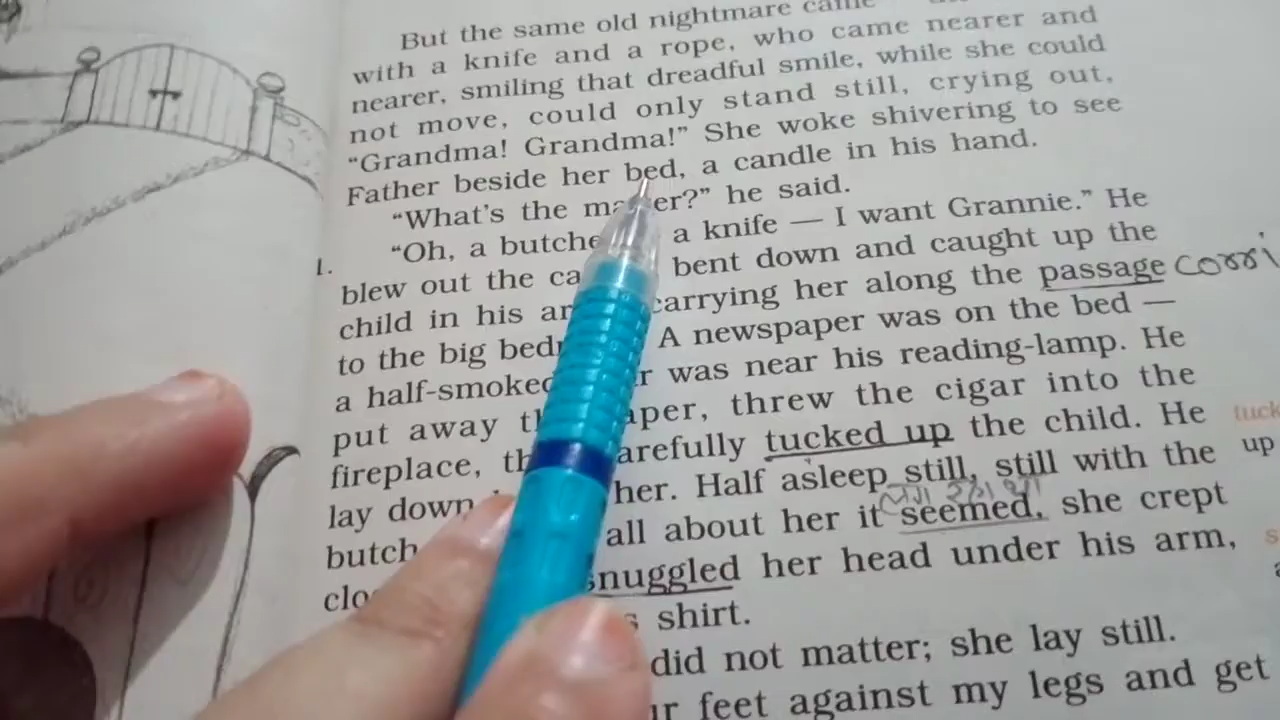 But the same old nightmare came
with a knife and a rope, who came nearer and
nearer, smiling that dreadful smile, while she could
not move, could only stand still, crying out,
“Grandma! Grandma!” She woke shivering to see
Father beside her bed, a candle in his hand.
“What’s the ma er?” he said.
“Oh, a butche a knife — I want Grannie.” He
1.
blew out the ca bent down and caught up the
child in his ar carrying her along the passage corri
to the big bed A newspaper was on the bed —
a half-smoked r was near his reading-lamp. He
put away th aper, threw the cigar into the
fireplace, th arefully tucked up the child. He tuck
lay down her. Half asleep still, still with the up
butch all about her it seemed, she crept
clo snuggled her head under his arm, s
s shirt.
did not matter; she lay still.
ur feet against my legs and get